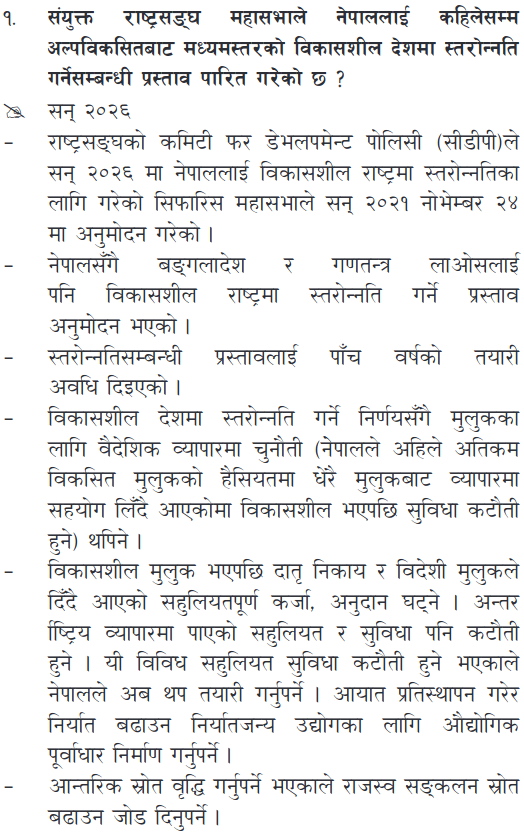 १. संयुक्त राष्ट्रसङ्घ महासभाले नेपाललाई कहिलेसम्म
अल्पविकसितबाट मध्यमस्तरको विकासशील देशमा स्तरोन्नति
गर्नेसम्बन्धी प्रस्ताव पारित गरेको छ ?
सन् २०२६
– राष्ट्रसङ्घको कमिटी फर डेभलपमेन्ट पोलिसी (सीडीपी)ले
सन् २०२६ मा नेपाललाई विकासशील राष्ट्रमा स्तरोन्नतिका
लागि गरेको सिफारिस महासभाले सन् २०२१ नोभेम्बर २४
मा अनुमोदन गरेको ।
– नेपालसँगै बङ्गलादेश र गणतन्त्र लाओसलाई
पनि विकासशील राष्ट्रमा स्तरोन्नति गर्ने प्रस्ताव
अनुमोदन भएको ।
– स्तरोन्नतिसम्बन्धी प्रस्तावलाई पाँच वर्षको तयारी
अवधि दिइएको ।
– विकासशील देशमा स्तरोन्नति गर्ने निर्णयसँगै मुलुकका
लागि वैदेशिक व्यापारमा चुनौती (नेपालले अहिले अतिकम
विकसित मुलुकको हैसियतमा धेरै मुलुकबाट व्यापारमा
सहयोग लिँदै आएकोमा विकासशील भएपछि सुविधा कटौती
हुने) थपिने ।
– विकासशील मुलुक भएपछि दातृ निकाय र विदेशी मुलुकले
दिँदै आएको सहुलियतपूर्ण कर्जा, अनुदान घट्ने । अन्तर
र्ाष्ट्रिय व्यापारमा पाएको सहुलियत र सुविधा पनि कटौती
हुने । यी विविध सहुलियत सुविधा कटौती हुने भएकाले
नेपालले अब थप तयारी गर्नुपर्ने । आयात प्रतिस्थापन गरेर
निर्यात बढाउन निर्यातजन्य उद्योगका लागि औद्योगिक
पूर्वाधार निर्माण गर्नुपर्ने ।
– आन्तरिक स्रोत वृद्धि गर्नुपर्ने भएकाले राजस्व सङ्कलन स्रोत
बढाउन जोड दिनुपर्ने ।